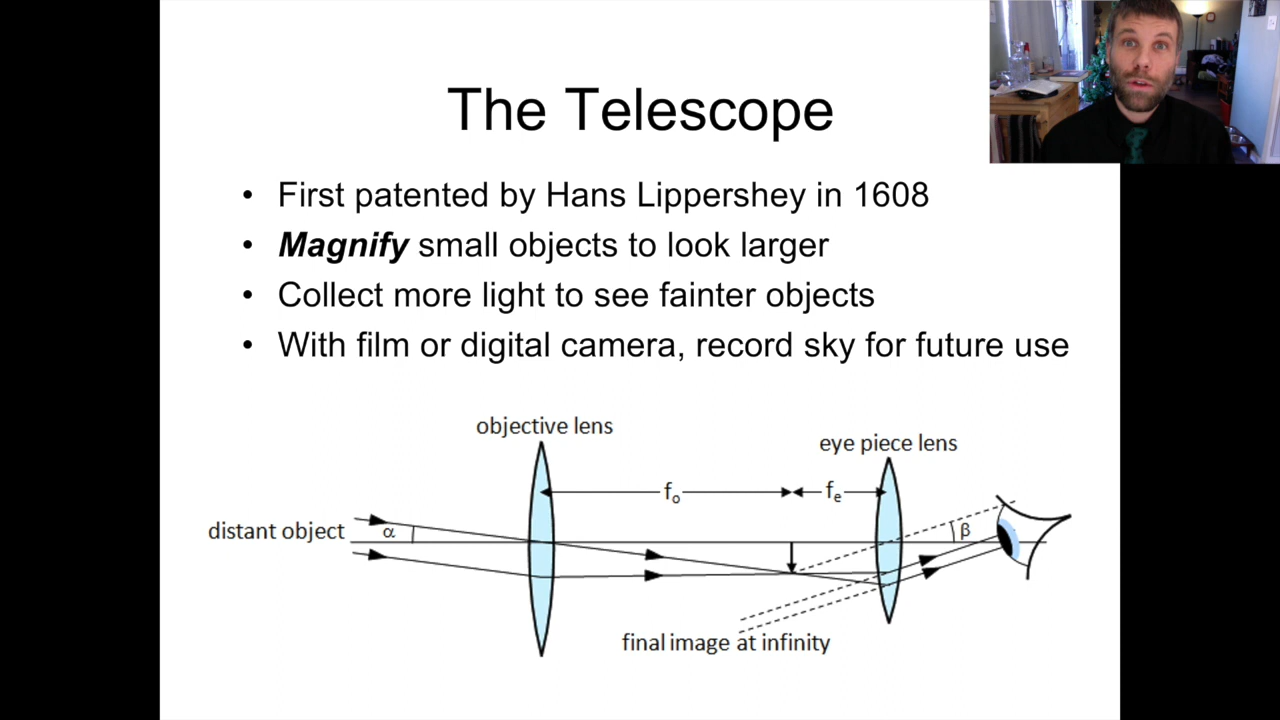 The Telescope
• First patented by Hans Lippershey in 1608
• Magnify small objects to look larger
• Collect more light to see fainter objects
• With film or digital camera, record sky for future use
objective lens
eye piece lens
fo fe
distant object α β
final image at infinity